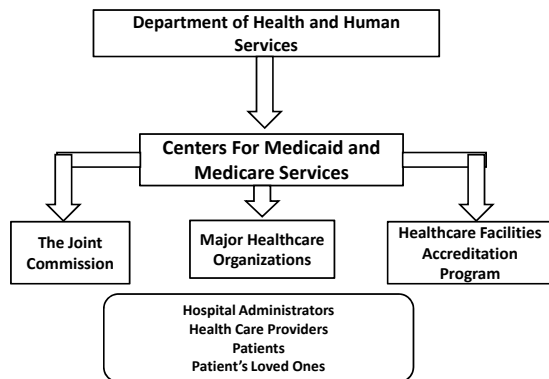 Department of Health and Human
Services
Centers For Medicaid and
Medicare Services
The Joint
Commission
Major Healthcare
Organizations
Healthcare Facilities
Accreditation
Program
Hospital Administrators
Health Care Providers
Patients
Patient's Loved Ones